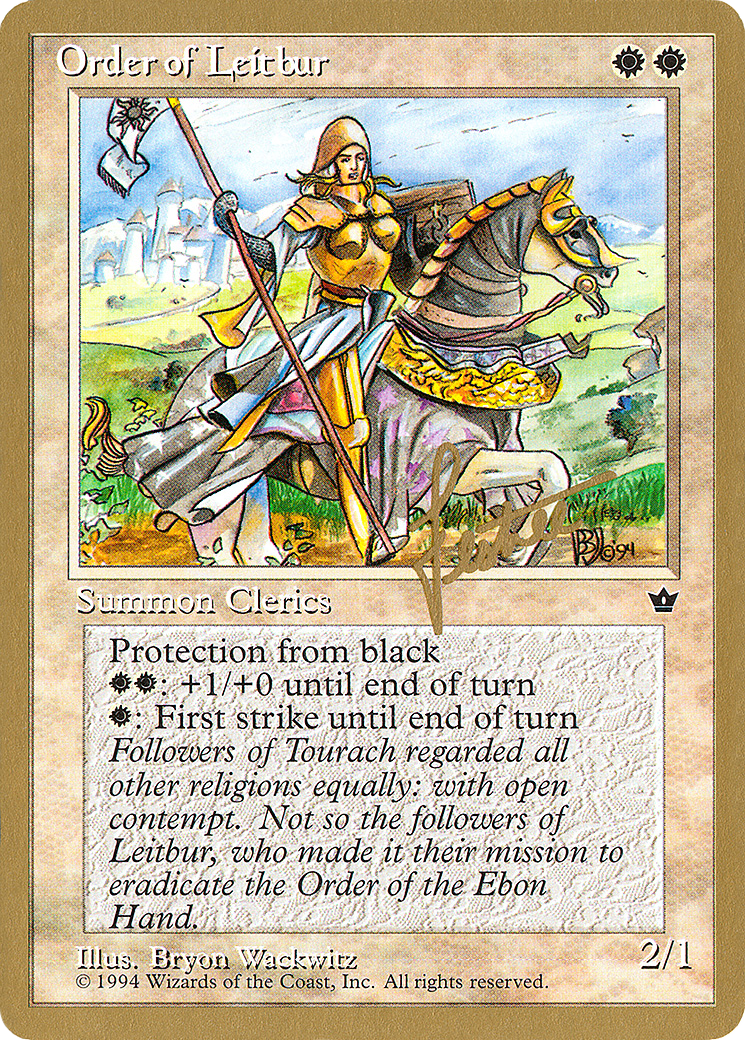 Order of Leitbur
'94
Summon Clerics
Protection from black
: +1/+0 until end of turn
: First strike until end of turn
Followers of Tourach regarded all
other religions equally: with open
contempt. Not so the followers of
Leitbur, who made it their mission to
eradicate the Order of the Ebon
Hand.
Illus. Bryon Wackwitz
2/1
© 1994 Wizards of the Coast, Inc. All rights reserved.